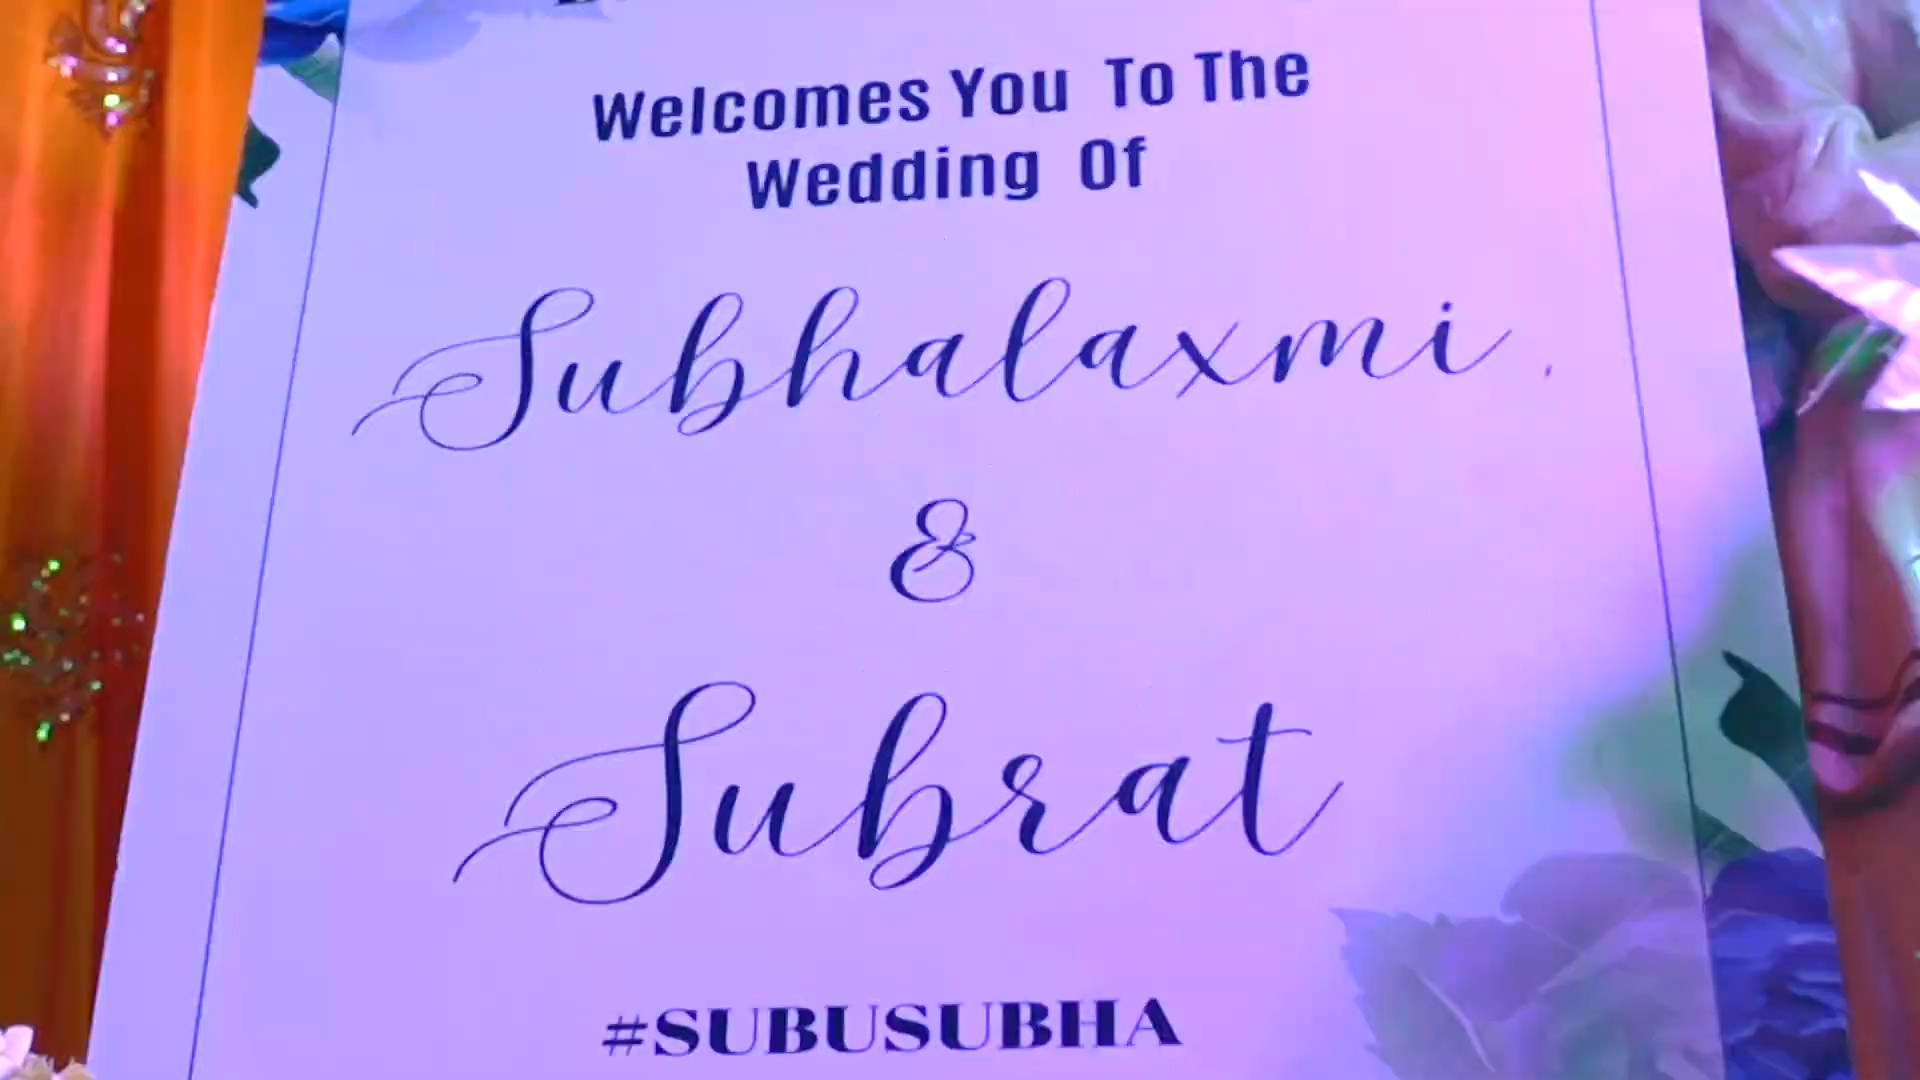 Welcomes You To The
Wedding Of
Subhalaxmi
&
Subrat
#SUBUSUBHA